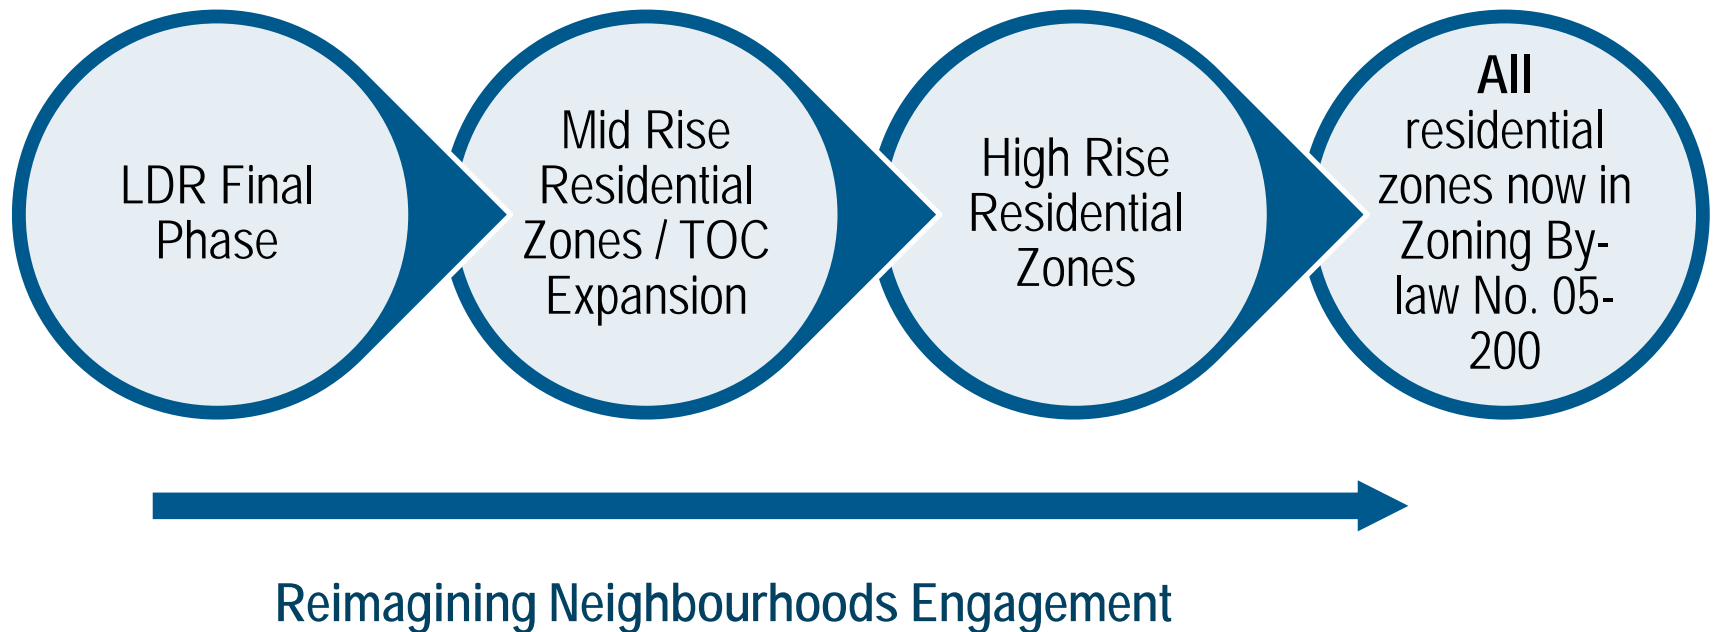 LDR Final
Phase
Mid Rise
Residential
Zones / TOC
Expansion
High Rise
Residential
Zones
All
residential
zones now in
Zoning By-
law No. 05-
200
Reimagining Neighbourhoods Engagement